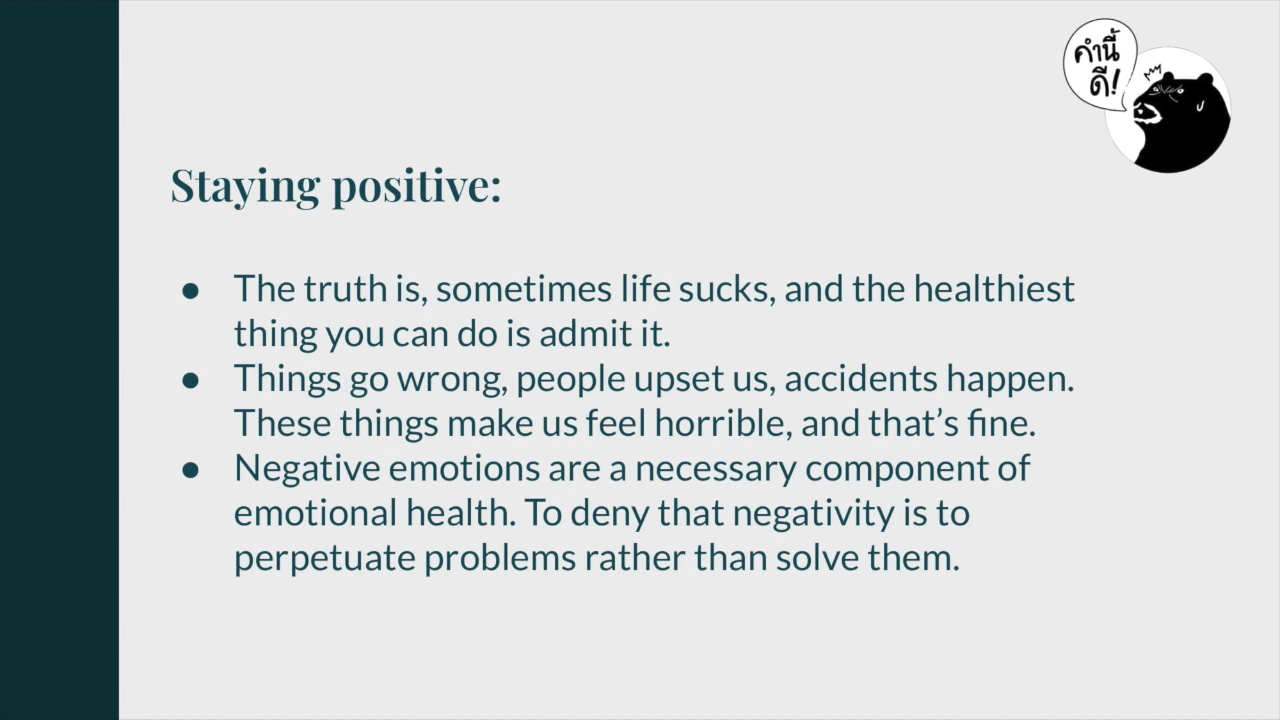 คำนี้
ดี!
Staying positive:
● The truth is, sometimes life sucks, and the healthiest
thing you can do is admit it.
● Things go wrong, people upset us, accidents happen.
These things make us feel horrible, and that’s fine.
● Negative emotions are a necessary component of
emotional health. To deny that negativity is to
perpetuate problems rather than solve them.